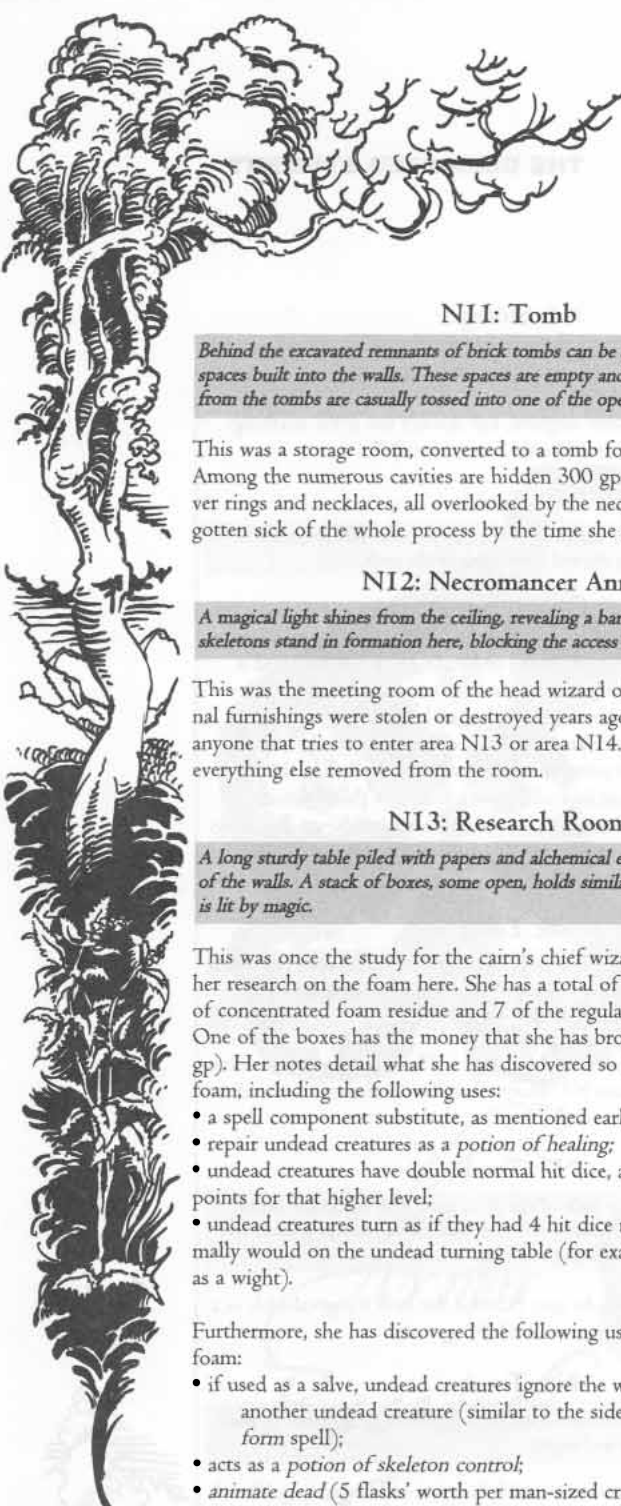 N11: Tomb
Behind the excavated remnants of brick tombs can be
spaces built into the walls. These spaces are empty and
from the tombs are casually tossed into one of the ope
This was a storage room, converted to a tomb fo
Among the numerous cavities are hidden 300 gp
ver rings and necklaces, all overlooked by the nec
gotten sick of the whole process by the time she
N12: Necromancer An
A magical light shines from the ceiling, revealing a bar
skeletons stand in formation here, blocking the access
This was the meeting room of the head wizard o
nal furnishings were stolen or destroyed years ago
anyone that tries to enter area N13 or area N14.
everything else removed from the room.
N13: Research Room
A long sturdy table piled with papers and alchemical e
of the walls. A stack of boxes, some open, holds simil
is lit by magic.
This was once the study for the cairn's chief wiz
her research on the foam here. She has a total of
of concentrated foam residue and 7 of the regula
One of the boxes has the money that she has bro
gp). Her notes detail what she has discovered so
foam, including the following uses:
• a spell component substitute, as mentioned earl
• repair undead creatures as a potion of healing;
• undead creatures have double normal hit dice, a
points for that higher level;
• undead creatures turn as if they had 4 hit dice
mally would on the undead turning table (for exa
as a wight).
Furthermore, she has discovered the following us
foam:
• if used as a salve, undead creatures ignore the w
another undead creature (similar to the side
form spell);
• acts as a potion of skeleton control;
• animate dead (5 flasks' worth per man-sized cr